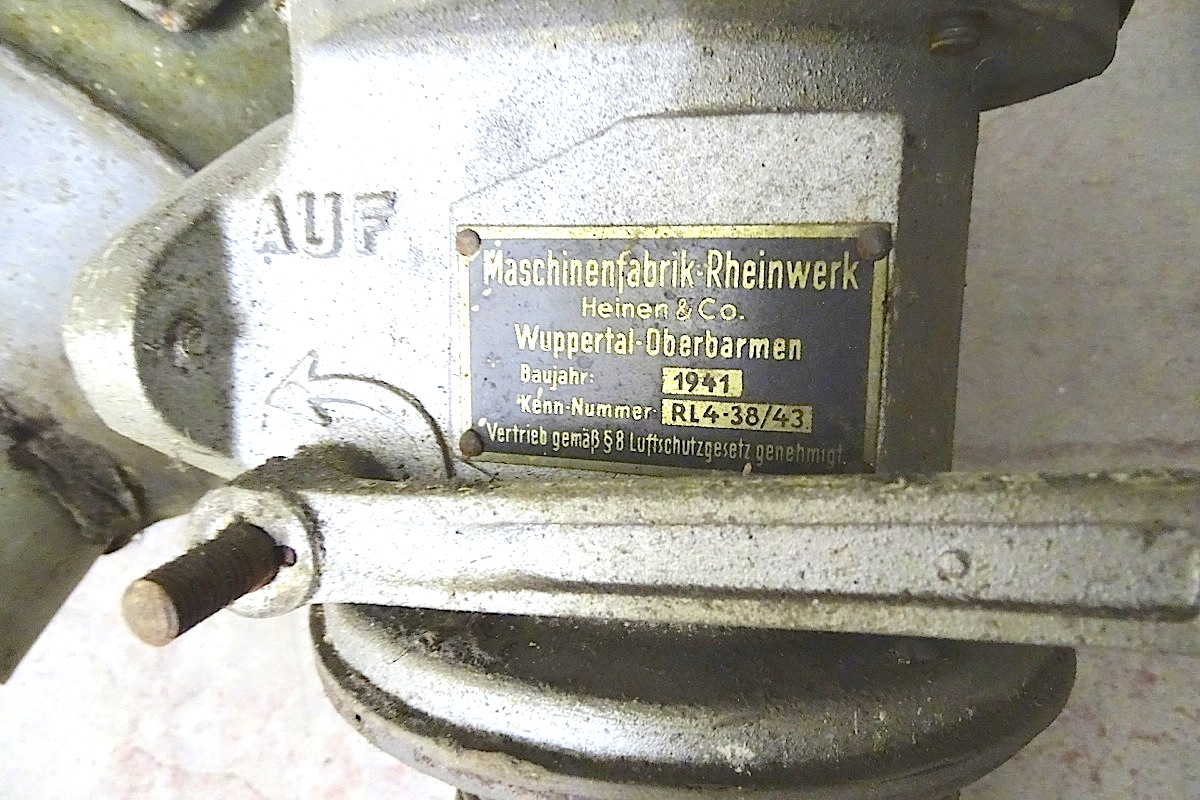 AUF
Maschinenfabrik-Rheinwerk
Heinen & Co.
Wuppertal-Oberbarmen
Baujahr: 1941
Kenn-Nummer RL4-38/43
Vertrieb gemäß § 8 Luftschutzgesetz genehmigt.